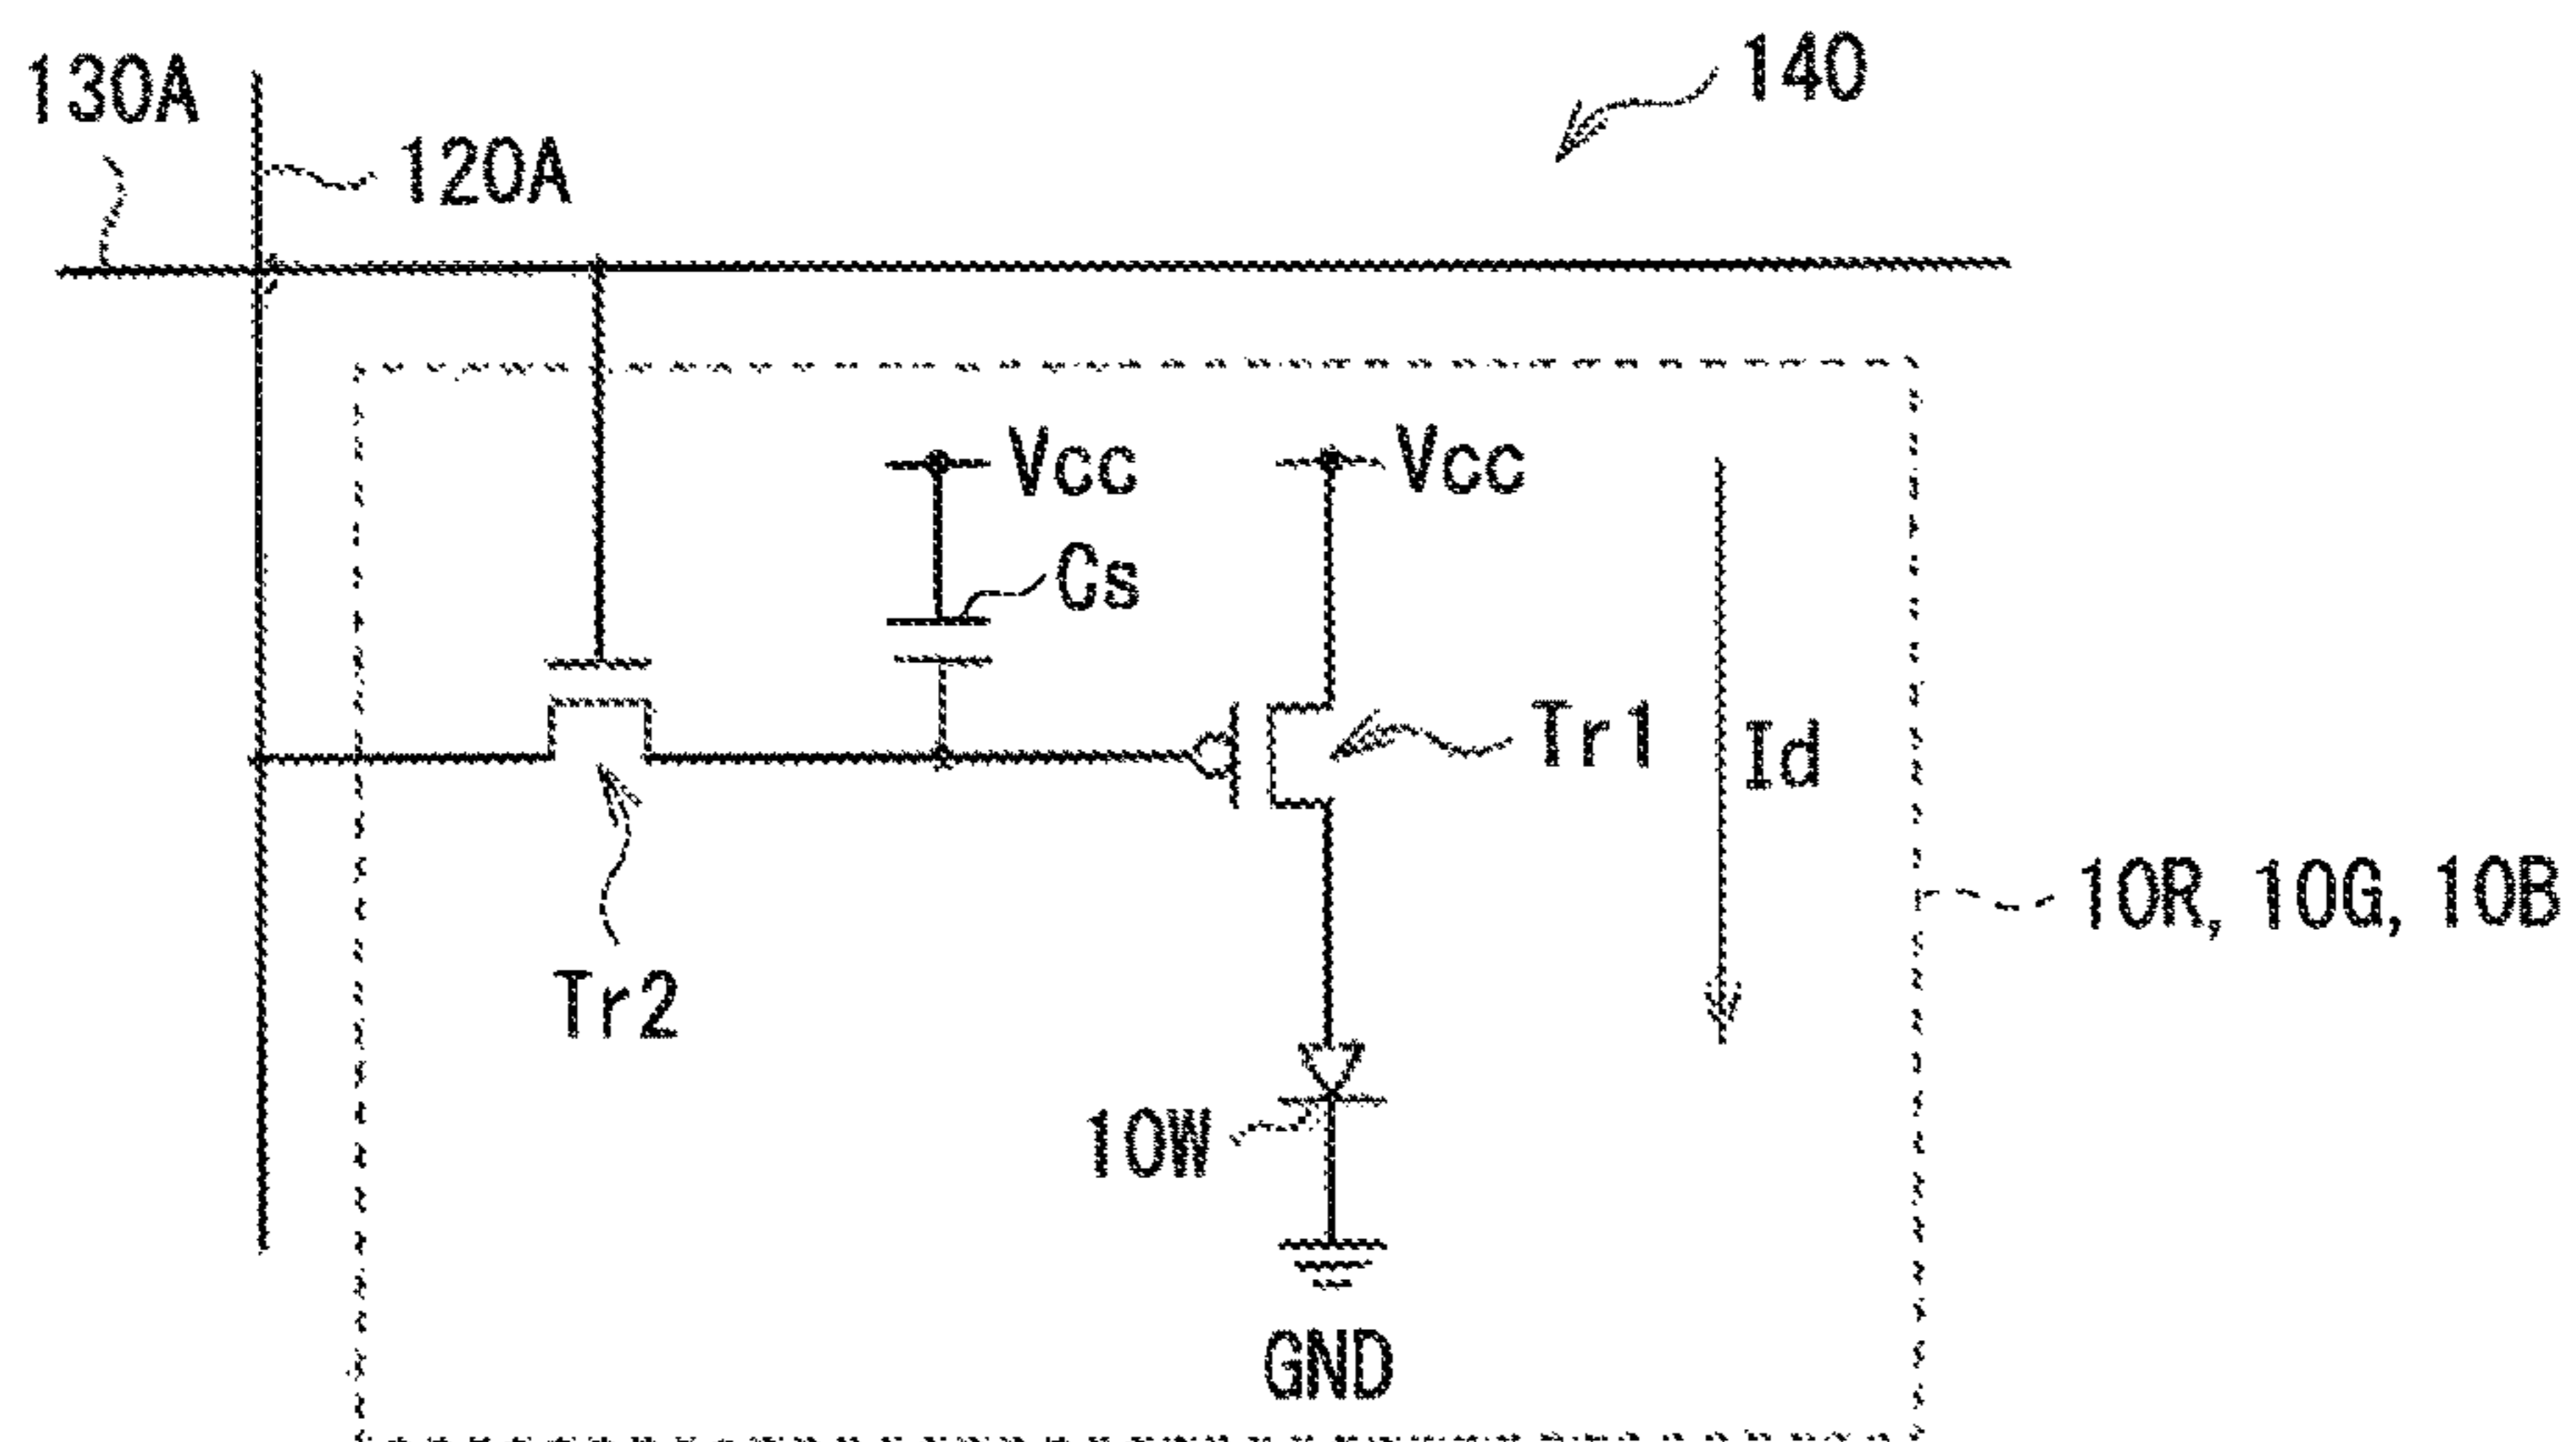 140
130A
120A
Vcc
Vcc
Cs
Tr1
Id
10R, 10G, 10B
Tr2
10W
GND